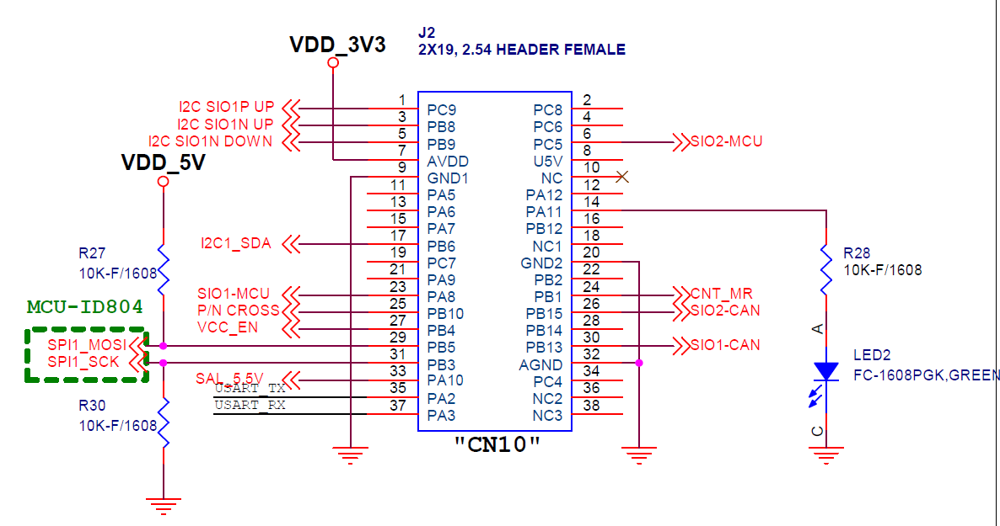 J2
2X19, 2.54 HEADER FEMALE
VDD_3V3
I2C SIO1P UP
I2C SIO1N UP
I2C SIO1N DOWN
VDD_5V
R27
10K-F/1608
MCU-ID804
SPI1_MOSI
SPI1_SCK
R30
10K-F/1608
I2C1_SDA
SIO1-MCU
P/N CROSS
VCC_EN
SAL_5.5V
USART_TX
USART_RX
1 PC9 PC8 2
3 PB8 PC6 4
5 PB9 PC5 6
7 AVDD U5V 8
9 GND1 NC 10
11 PA5 PA12 12
13 PA6 PA11 14
15 PA7 PB12 16
17 PB6 NC1 18
19 PC7 GND2 20
21 PA9 PB2 22
23 PA8 PB1 24
25 PB10 PB15 26
27 PB4 PB14 28
29 PB5 PB13 30
31 PB3 AGND 32
33 PA10 PC4 34
35 PA2 NC2 36
37 PA3 NC3 38
"CN10"
SIO2-MCU
CNT_MR
SIO2-CAN
SIO1-CAN
R28
10K-F/1608
A
LED2
FC-1608PGK,GREEN
C